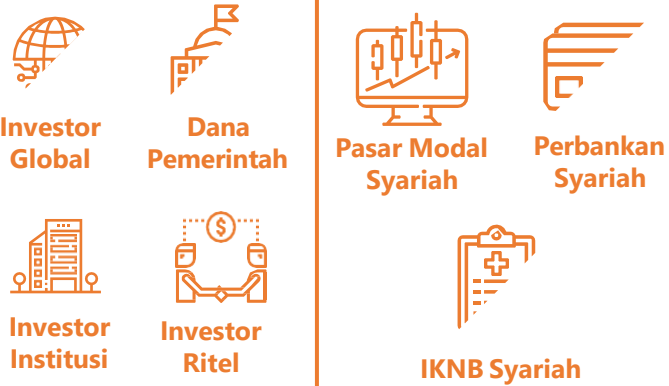 Investor
Global
Dana
Pemerintah
Investor
Institusi
Investor
Ritel
Pasar Modal
Syariah
Perbankan
Syariah
IKNB Syariah